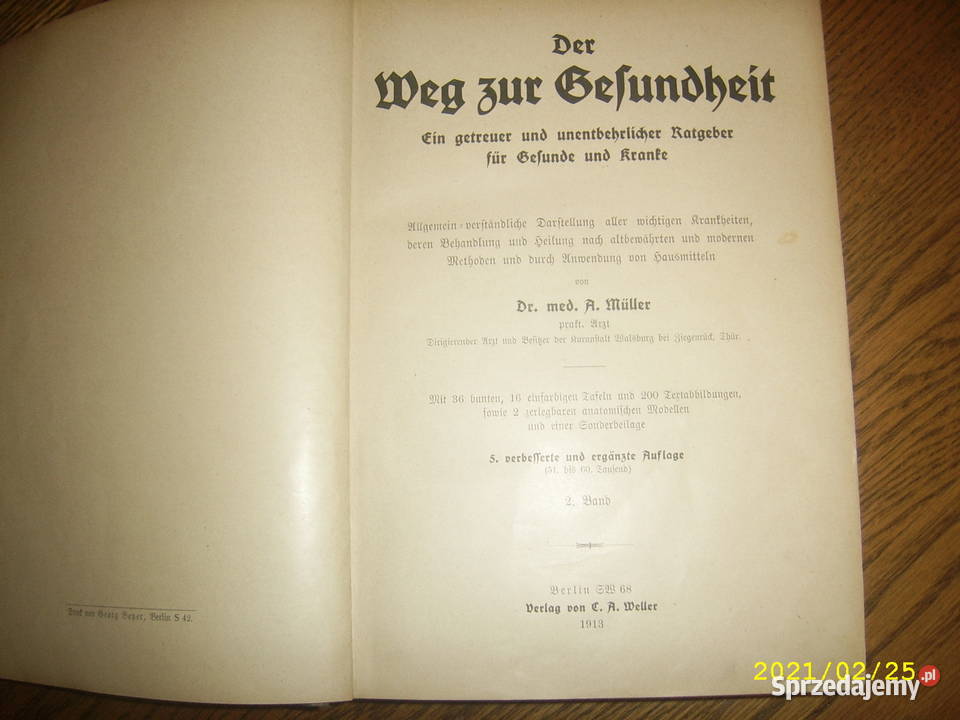 Druck von Georg Beyer, Berlin S 42.
Der
Weg zur Gesundheit
Ein getreuer und unentbehrlicher Ratgeber
für Gesunde und Kranke
Allgemein-verständliche Darstellung aller wichtigen Krankheiten,
deren Behandlung und Heilung nach altbewährten und modernen
Methoden und durch Anwendung von Hausmitteln
von
Dr. med. A. Müller
prakt. Arzt
Dirigierender Arzt und Besitzer der Kuranstalt Walsburg bei Ziegenrück, Thür.
Mit 36 bunten, 16 einfarbigen Tafeln und 200 Textabbildungen,
sowie 2 zerlegbaren anatomischen Modellen
und einer Sonderbeilage
5. verbesserte und ergänzte Auflage
(51. bis 60. Tausend)
2. Band
Berlin SW 68
Verlag von C. A. Weller
1913
2021/02/25
Sprzedajemy.pl